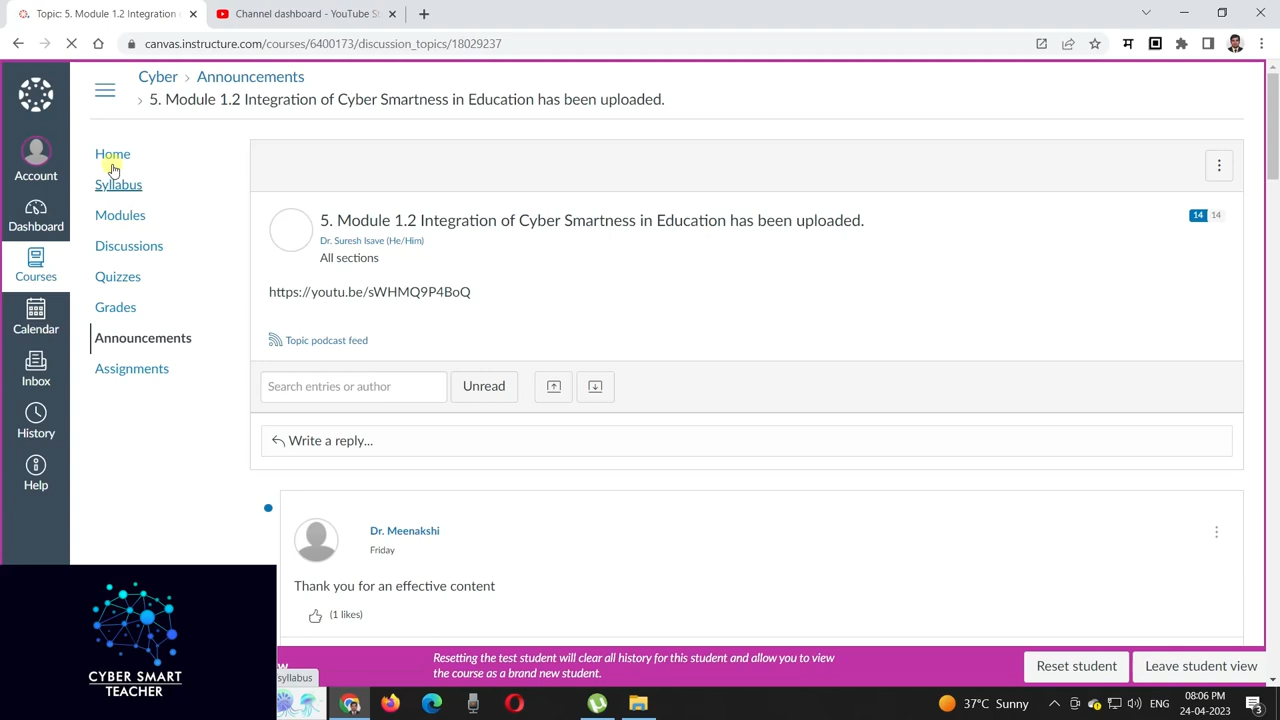 Topic: 5. Module 1.2 Integration o
Channel dashboard - YouTube S
canvas.instructure.com/courses/6400173/discussion_topics/18029237
Cyber › Announcements
› 5. Module 1.2 Integration of Cyber Smartness in Education has been uploaded.
Account
Dashboard
Courses
Calendar
Inbox
History
Help
Home
Syllabus
Modules
Discussions
Quizzes
Grades
Announcements
Assignments
5. Module 1.2 Integration of Cyber Smartness in Education has been uploaded.
14 14
Dr. Suresh Isave (He/Him)
All sections
https://youtu.be/sWHMQ9P4BoQ
Topic podcast feed
Search entries or author
Unread
Write a reply...
Dr. Meenakshi
Friday
Thank you for an effective content
(1 likes)
CYBER SMART
TEACHER
syllabus
Resetting the test student will clear all history for this student and allow you to view
the course as a brand new student.
Reset student
Leave student view
37°C Sunny
ENG
08:06 PM
24-04-2023
3